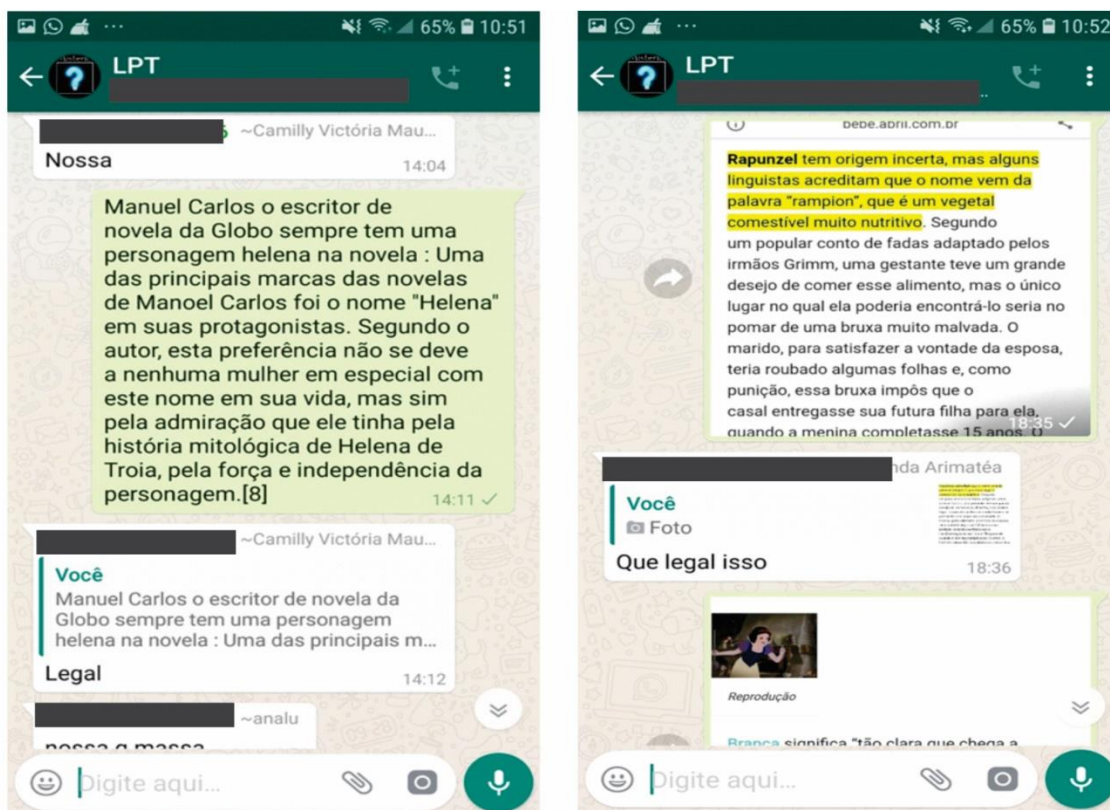 65% 10:51
LPT
~Camilly Victória Mau...
Nossa
14:04
Manuel Carlos o escritor de
novela da Globo sempre tem uma
personagem helena na novela : Uma
das principais marcas das novelas
de Manoel Carlos foi o nome "Helena"
em suas protagonistas. Segundo o
autor, esta preferência não se deve
a nenhuma mulher em especial com
este nome em sua vida, mas sim
pela admiração que ele tinha pela
história mitológica de Helena de
Troia, pela força e independência da
personagem.[8]
14:11
~Camilly Victória Mau...
Você
Manuel Carlos o escritor de novela da
Globo sempre tem uma personagem
helena na novela : Uma das principais m...
Legal
14:12
~analu
nossa q massa
Digite aqui...
65% 10:52
LPT
..
bebe.abril.com.br
Rapunzel tem origem incerta, mas alguns
linguistas acreditam que o nome vem da
palavra “rampion”, que é um vegetal
comestível muito nutritivo. Segundo
um popular conto de fadas adaptado pelos
irmãos Grimm, uma gestante teve um grande
desejo de comer esse alimento, mas o único
lugar no qual ela poderia encontrá-lo seria no
pomar de uma bruxa muito malvada. O
marido, para satisfazer a vontade da esposa,
teria roubado algumas folhas e, como
punição, essa bruxa impôs que o
casal entregasse sua futura filha para ela,
quando a menina completasse 15 anos. O
18:35
nda Arimatéa
Você
Foto
Que legal isso
18:36
Reprodução
Branca significa “tão clara que chega a
Digite aqui...